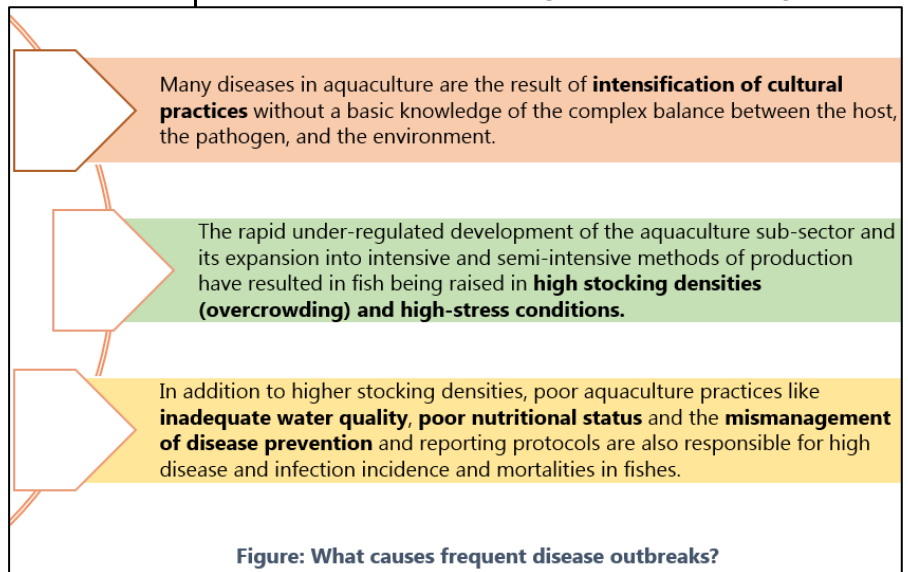 Many diseases in aquaculture are the result of intensification of cultural
practices without a basic knowledge of the complex balance between the host,
the pathogen, and the environment.
The rapid under-regulated development of the aquaculture sub-sector and
its expansion into intensive and semi-intensive methods of production
have resulted in fish being raised in high stocking densities
(overcrowding) and high-stress conditions.
In addition to higher stocking densities, poor aquaculture practices like
inadequate water quality, poor nutritional status and the mismanagement
of disease prevention and reporting protocols are also responsible for high
disease and infection incidence and mortalities in fishes.
Figure: What causes frequent disease outbreaks?